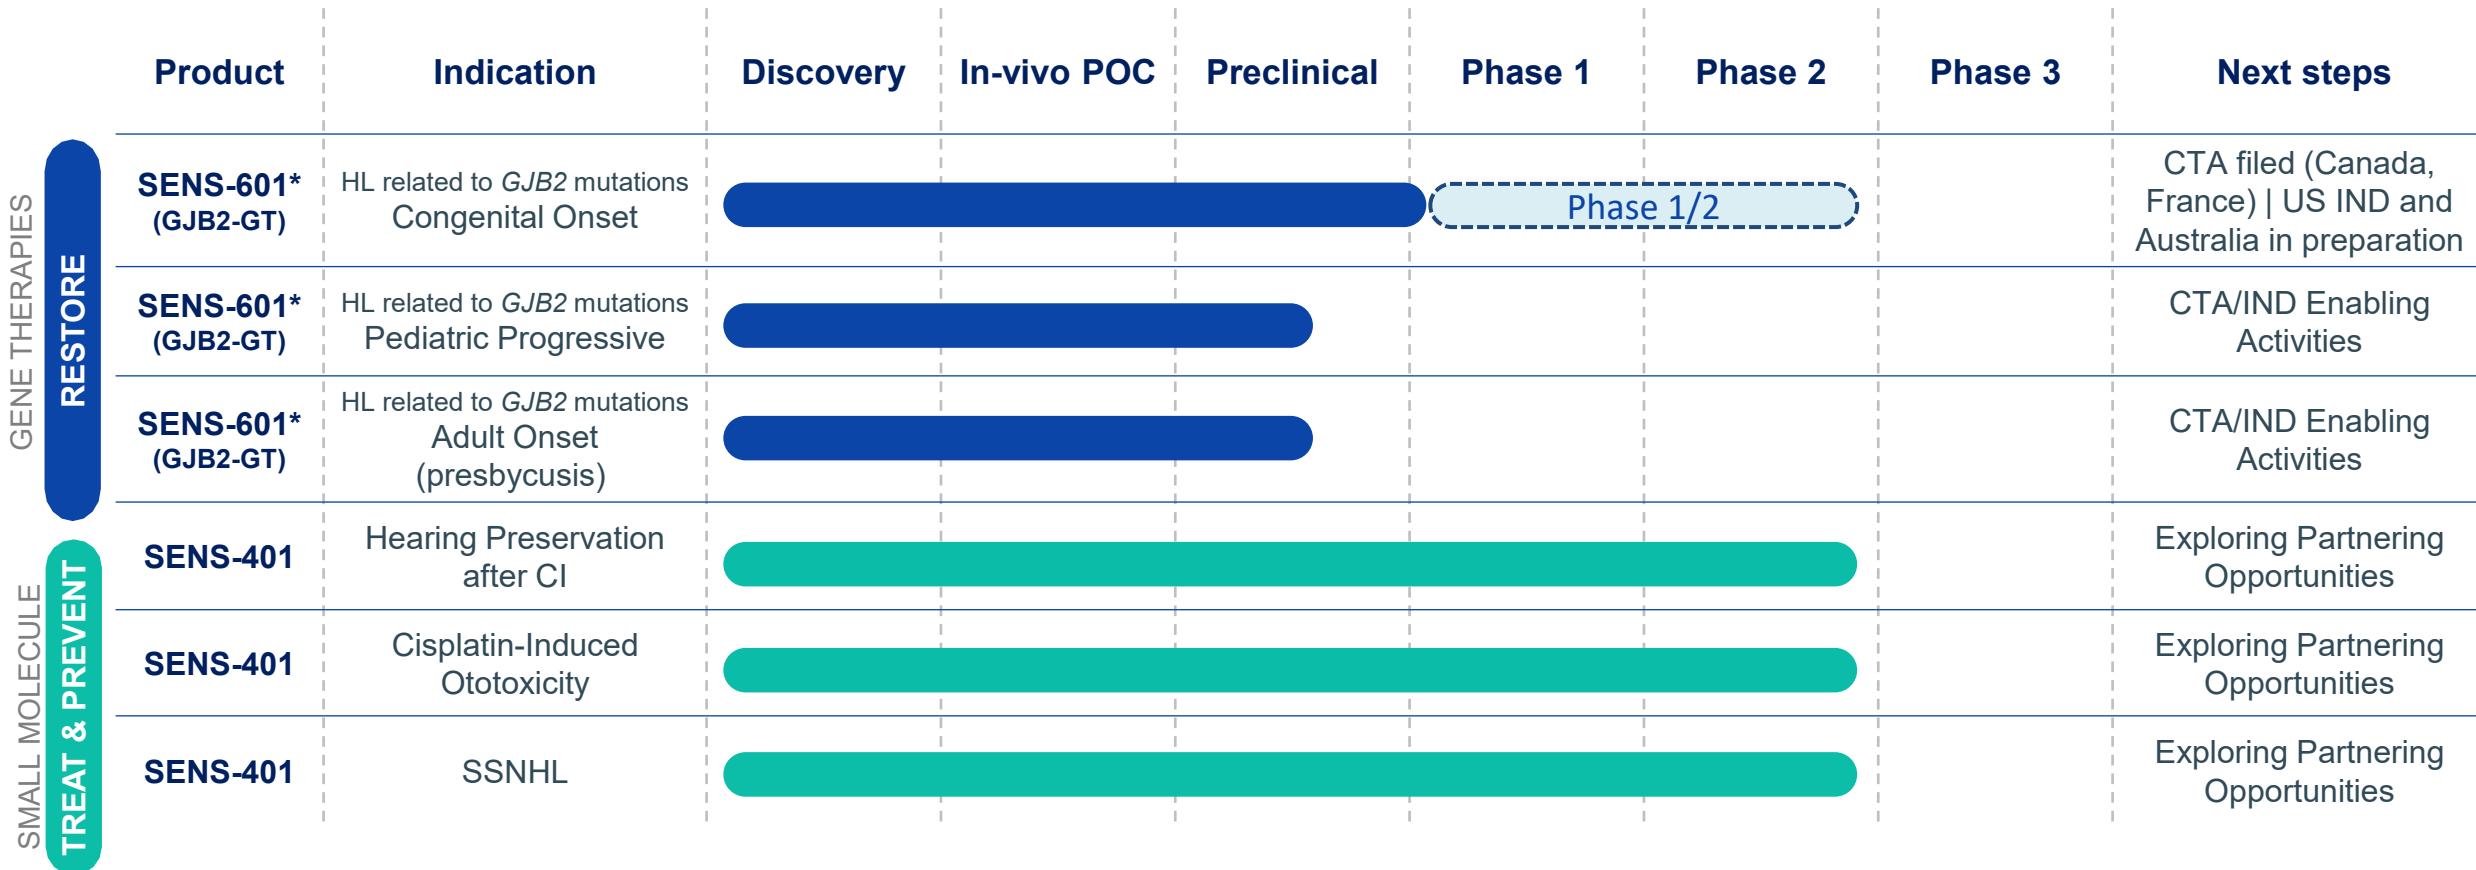 Product
Indication
Discovery
In-vivo POC
Preclinical
Phase 1
Phase 2
Phase 3
Next steps
GENE THERAPIES
RESTORE
SENS-601*
(GJB2-GT)
HL related to GJB2 mutations
Congenital Onset
Phase 1/2
CTA filed (Canada,
France) | US IND and
Australia in preparation
SENS-601*
(GJB2-GT)
HL related to GJB2 mutations
Pediatric Progressive
CTA/IND Enabling
Activities
SENS-601*
(GJB2-GT)
HL related to GJB2 mutations
Adult Onset
(presbycusis)
CTA/IND Enabling
Activities
SMALL MOLECULE
TREAT & PREVENT
SENS-401
Hearing Preservation
after CI
Exploring Partnering
Opportunities
SENS-401
Cisplatin-Induced
Ototoxicity
Exploring Partnering
Opportunities
SENS-401
SSNHL
Exploring Partnering
Opportunities